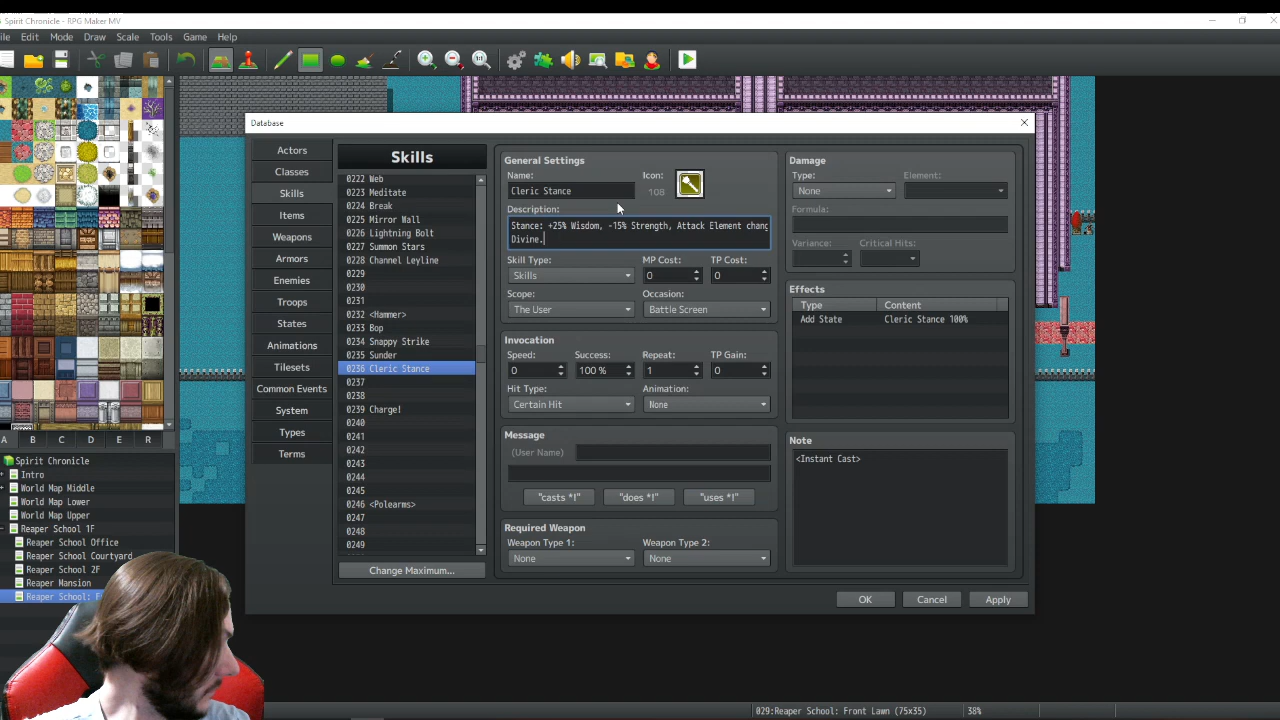 Spirit Chronicle - RPG Maker MV
Edit Mode Draw Scale Tools Game Help
Database
Actors
Classes
Skills
Items
Weapons
Armors
Enemies
Troops
States
Animations
Tilesets
Common Events
System
Types
Terms
Skills
0222 Web
0223 Meditate
0224 Break
0225 Mirror Wall
0226 Lightning Bolt
0227 Summon Stars
0228 Channel Leyline
0229
0230
0231
0232 <Hammer>
0233 Bop
0234 Snappy Strike
0235 Sunder
0236 Cleric Stance
0237
0238
0239 Charge!
0240
0241
0242
0243
0244
0245
0246 <Polearms>
0247
0248
0249
Change Maximum...
General Settings
Name: Icon:
Cleric Stance 108
Description:
Stance: +25% Wisdom, -15% Strength, Attack Element chang
Divine.
Skill Type: MP Cost: TP Cost:
Skills 0 0
Scope: Occasion:
The User Battle Screen
Invocation
Speed: Success: Repeat: TP Gain:
0 100 % 1 0
Hit Type: Animation:
Certain Hit None
Message
(User Name)
"casts *!" "does *!" "uses *!"
Required Weapon
Weapon Type 1: Weapon Type 2:
None None
Damage
Type: Element:
None
Formula:
Variance: Critical Hits:
Effects
Type Content
Add State Cleric Stance 100%
Note
<Instant Cast>
OK Cancel Apply
A B C D E R
Spirit Chronicle
Intro
World Map Middle
World Map Lower
World Map Upper
Reaper School 1F
Reaper School Office
Reaper School Courtyard
Reaper School 2F
Reaper Mansion
Reaper School:
029:Reaper School: Front Lawn (75x35) 38%